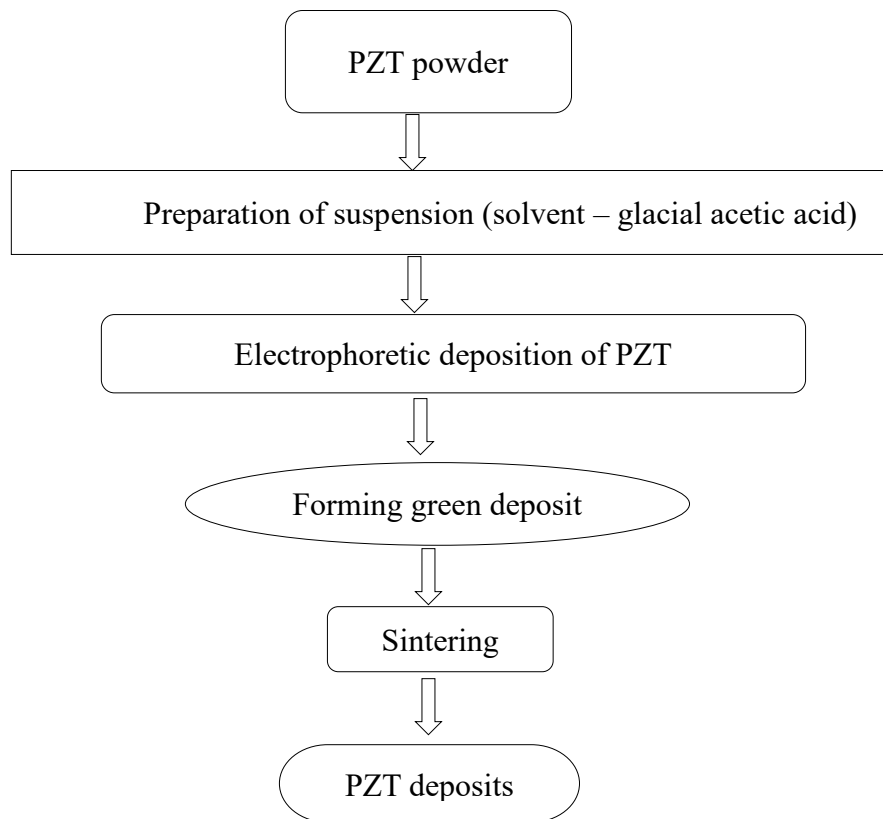 PZT powder
Preparation of suspension (solvent – glacial acetic acid)
Electrophoretic deposition of PZT
Forming green deposit
Sintering
PZT deposits